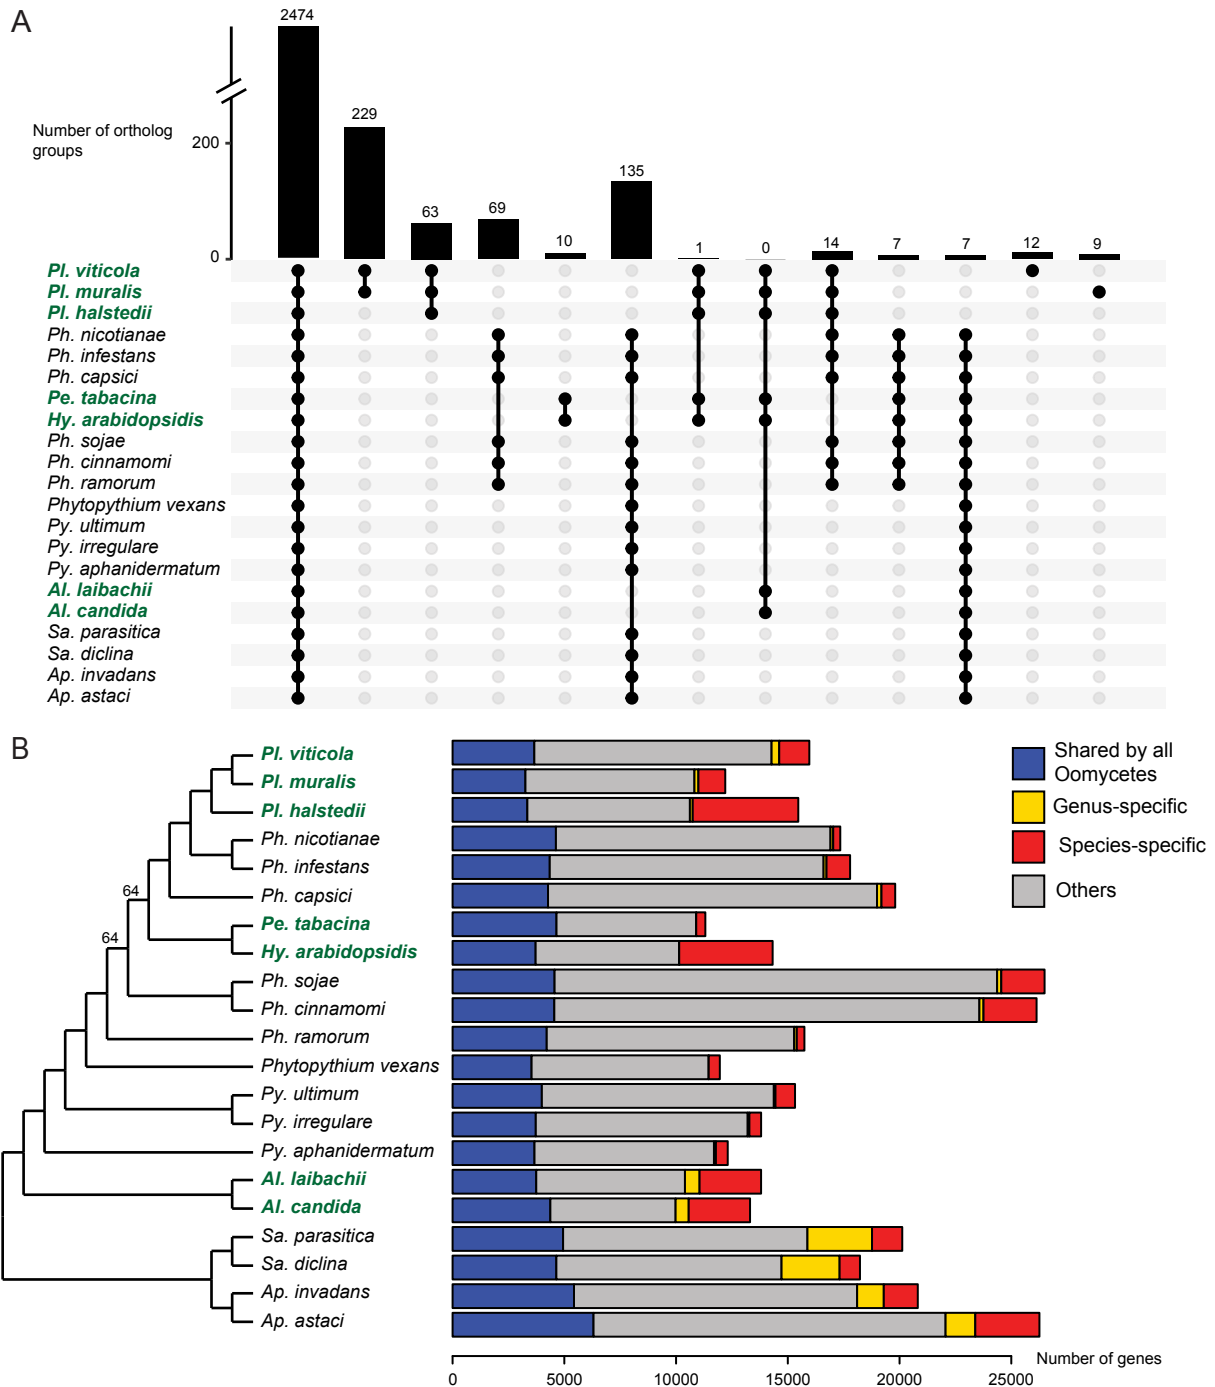 A
2474
229
63
69
10
135
1
0
14
7
7
12
9
Number of ortholog
groups
200
0
Pl. viticola
Pl. muralis
Pl. halstedii
Ph. nicotianae
Ph. infestans
Ph. capsici
Pe. tabacina
Hy. arabidopsidis
Ph. sojae
Ph. cinnamomi
Ph. ramorum
Phytopythium vexans
Py. ultimum
Py. irregulare
Py. aphanidermatum
Al. laibachii
Al. candida
Sa. parasitica
Sa. diclina
Ap. invadans
Ap. astaci
B
64
64
Pl. viticola
Pl. muralis
Pl. halstedii
Ph. nicotianae
Ph. infestans
Ph. capsici
Pe. tabacina
Hy. arabidopsidis
Ph. sojae
Ph. cinnamomi
Ph. ramorum
Phytopythium vexans
Py. ultimum
Py. irregulare
Py. aphanidermatum
Al. laibachii
Al. candida
Sa. parasitica
Sa. diclina
Ap. invadans
Ap. astaci
Shared by all
Oomycetes
Genus-specific
Species-specific
Others
Number of genes
0
5000
10000
15000
20000
25000